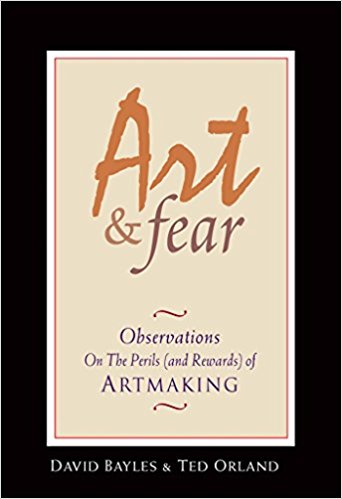 Art
& fear
Observations
On The Perils (and Rewards) of
ARTMAKING
DAVID BAYLES & TED ORLAND